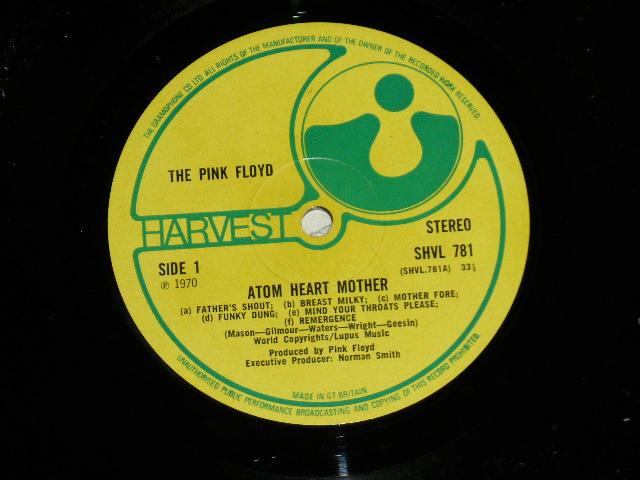 THE GRAMOPHONE CO. LTD. ALL RIGHTS OF THE MANUFACTURER AND OF THE OWNER OF THE RECORDED WORK RESERVED.
THE PINK FLOYD
HARVEST
STEREO
SIDE 1
SHVL 781
℗ 1970
(SHVL.781A) 33⅓
ATOM HEART MOTHER
(a) FATHER'S SHOUT; (b) BREAST MILKY; (c) MOTHER FORE;
(d) FUNKY DUNG; (e) MIND YOUR THROATS PLEASE;
(f) REMERGENCE
(Mason—Gilmour—Waters—Wright—Geesin)
World Copyrights/Lupus Music
Produced by Pink Floyd
Executive Producer: Norman Smith
MADE IN GT BRITAIN
UNAUTHORISED PUBLIC PERFORMANCE BROADCASTING AND COPYING OF THIS RECORD PROHIBITED.